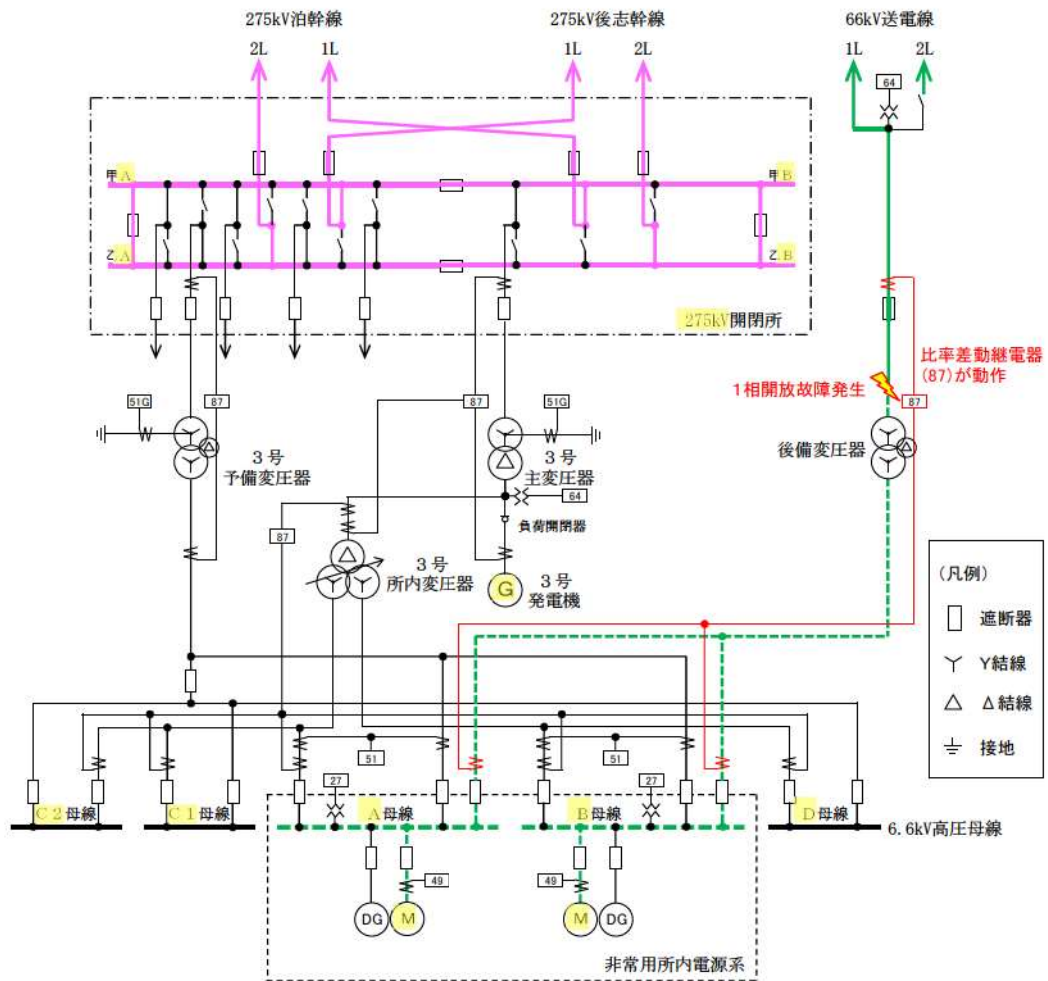 275kV泊幹線 275kV後志幹線 66kV送電線
2L 1L 1L 2L 1L 2L
64
甲A 甲B
乙A 乙B
275kV開閉所
比率差動継電器
(87)が動作
1相開放故障発生
87
51G 87 87 51G
3号
予備変圧器
3号
主変圧器
後備変圧器
64
負荷開閉器
87
3号
所内変圧器
G
3号
発電機
(凡例)
遮断器
Y結線
Δ結線
接地
51 51
27 27
C2母線 C1母線 A母線 B母線 D母線
6.6kV高圧母線
49 49
DG M M DG
非常用所内電源系